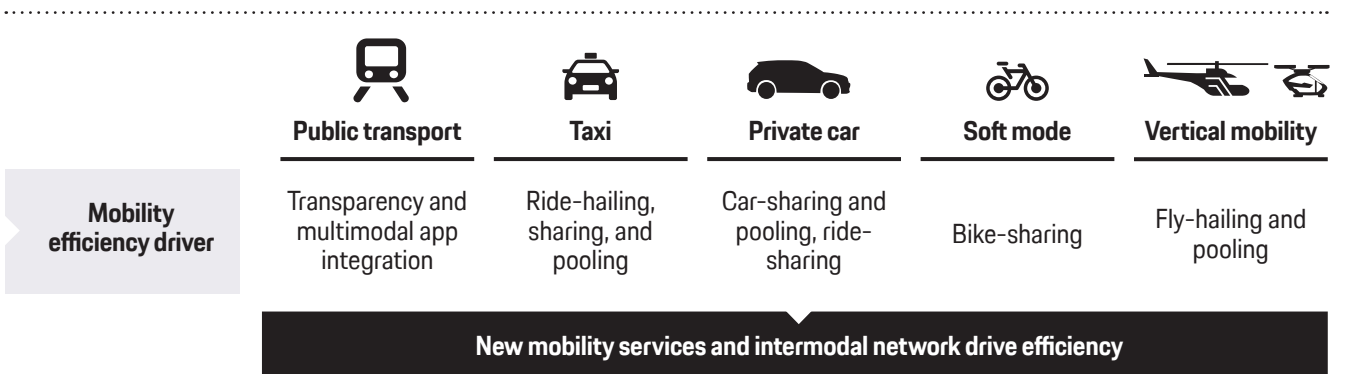 Public transport
Taxi
Private car
Soft mode
Vertical mobility
Mobility
efficiency driver
Transparency and
multimodal app
integration
Ride-hailing,
sharing, and
pooling
Car-sharing and
pooling, ride-
sharing
Bike-sharing
Fly-hailing and
pooling
New mobility services and intermodal network drive efficiency